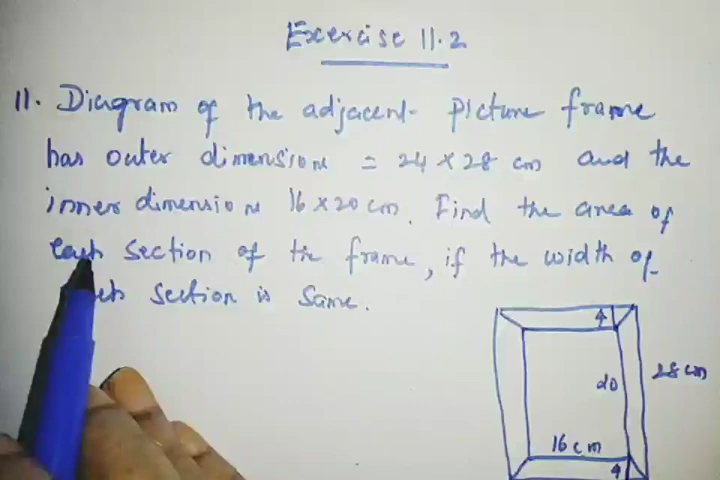 Exercise 11.2
11. Diagram of the adjacent picture frame
has outer dimension = 24 × 28 cm and the
inner dimension 16 × 20 cm. Find the area of
each section of the frame, if the width of
section is same.
4
28 cm
20
16 cm
4